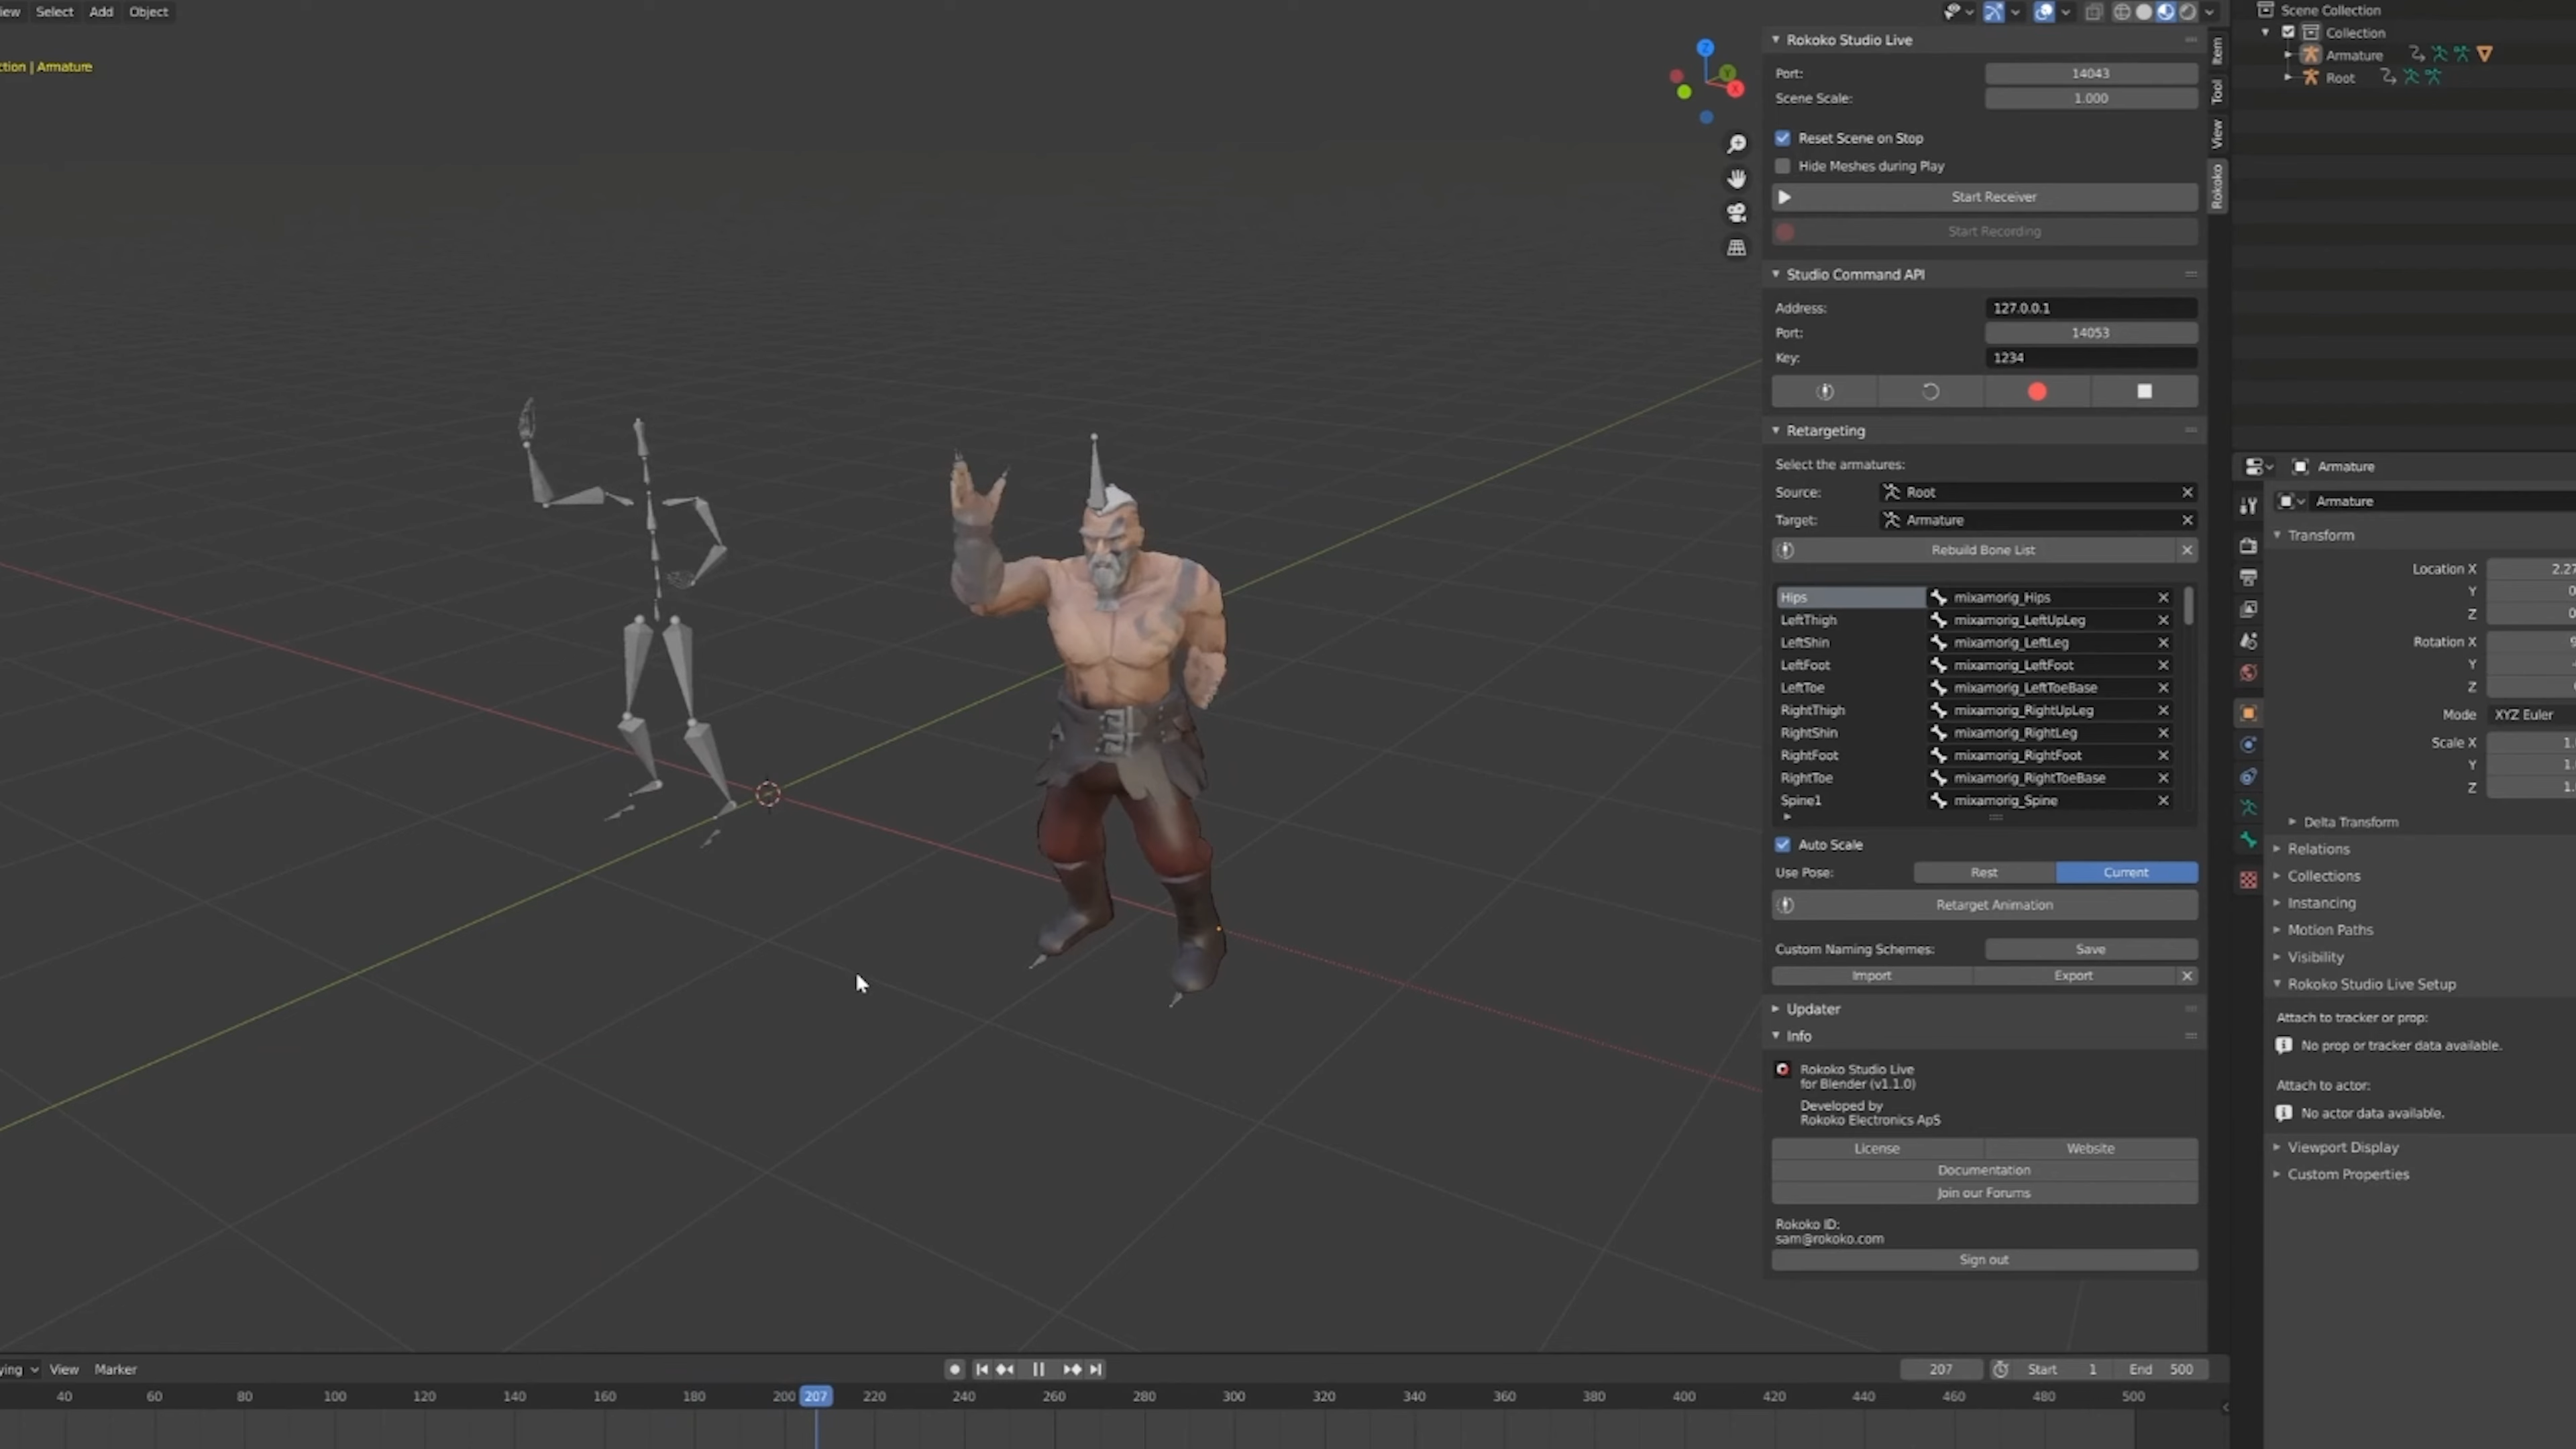 iew Select Add Object
ction | Armature
Z
Y
X
Rokoko Studio Live
Port: 14043
Scene Scale: 1.000
Reset Scene on Stop
Hide Meshes during Play
Start Receiver
Start Recording
Studio Command API
Address: 127.0.0.1
Port: 14053
Key: 1234
Retargeting
Select the armatures:
Source: Root
Target: Armature
Rebuild Bone List
Hips mixamorig_Hips
LeftThigh mixamorig_LeftUpLeg
LeftShin mixamorig_LeftLeg
LeftFoot mixamorig_LeftFoot
LeftToe mixamorig_LeftToeBase
RightThigh mixamorig_RightUpLeg
RightShin mixamorig_RightLeg
RightFoot mixamorig_RightFoot
RightToe mixamorig_RightToeBase
Spine1 mixamorig_Spine
Auto Scale
Use Pose: Rest Current
Retarget Animation
Custom Naming Schemes: Save
Import Export
Updater
Info
Rokoko Studio Live
for Blender (v1.1.0)
Developed by
Rokoko Electronics ApS
License Website
Documentation
Join our Forums
Rokoko ID:
sam@rokoko.com
Sign out
Item
Tool
View
Rokoko
Scene Collection
Collection
Armature
Root
Armature
Armature
Transform
Location X 2.27
Y 0
Z 0
Rotation X 9
Y
Z
Mode XYZ Euler
Scale X 1.
Y 1.
Z 1.
Delta Transform
Relations
Collections
Instancing
Motion Paths
Visibility
Rokoko Studio Live Setup
Attach to tracker or prop:
No prop or tracker data available.
Attach to actor:
No actor data available.
Viewport Display
Custom Properties
ying View Marker
207 Start 1 End 500
40 60 80 100 120 140 160 180 200 207 220 240 260 280 300 320 340 360 380 400 420 440 460 480 500